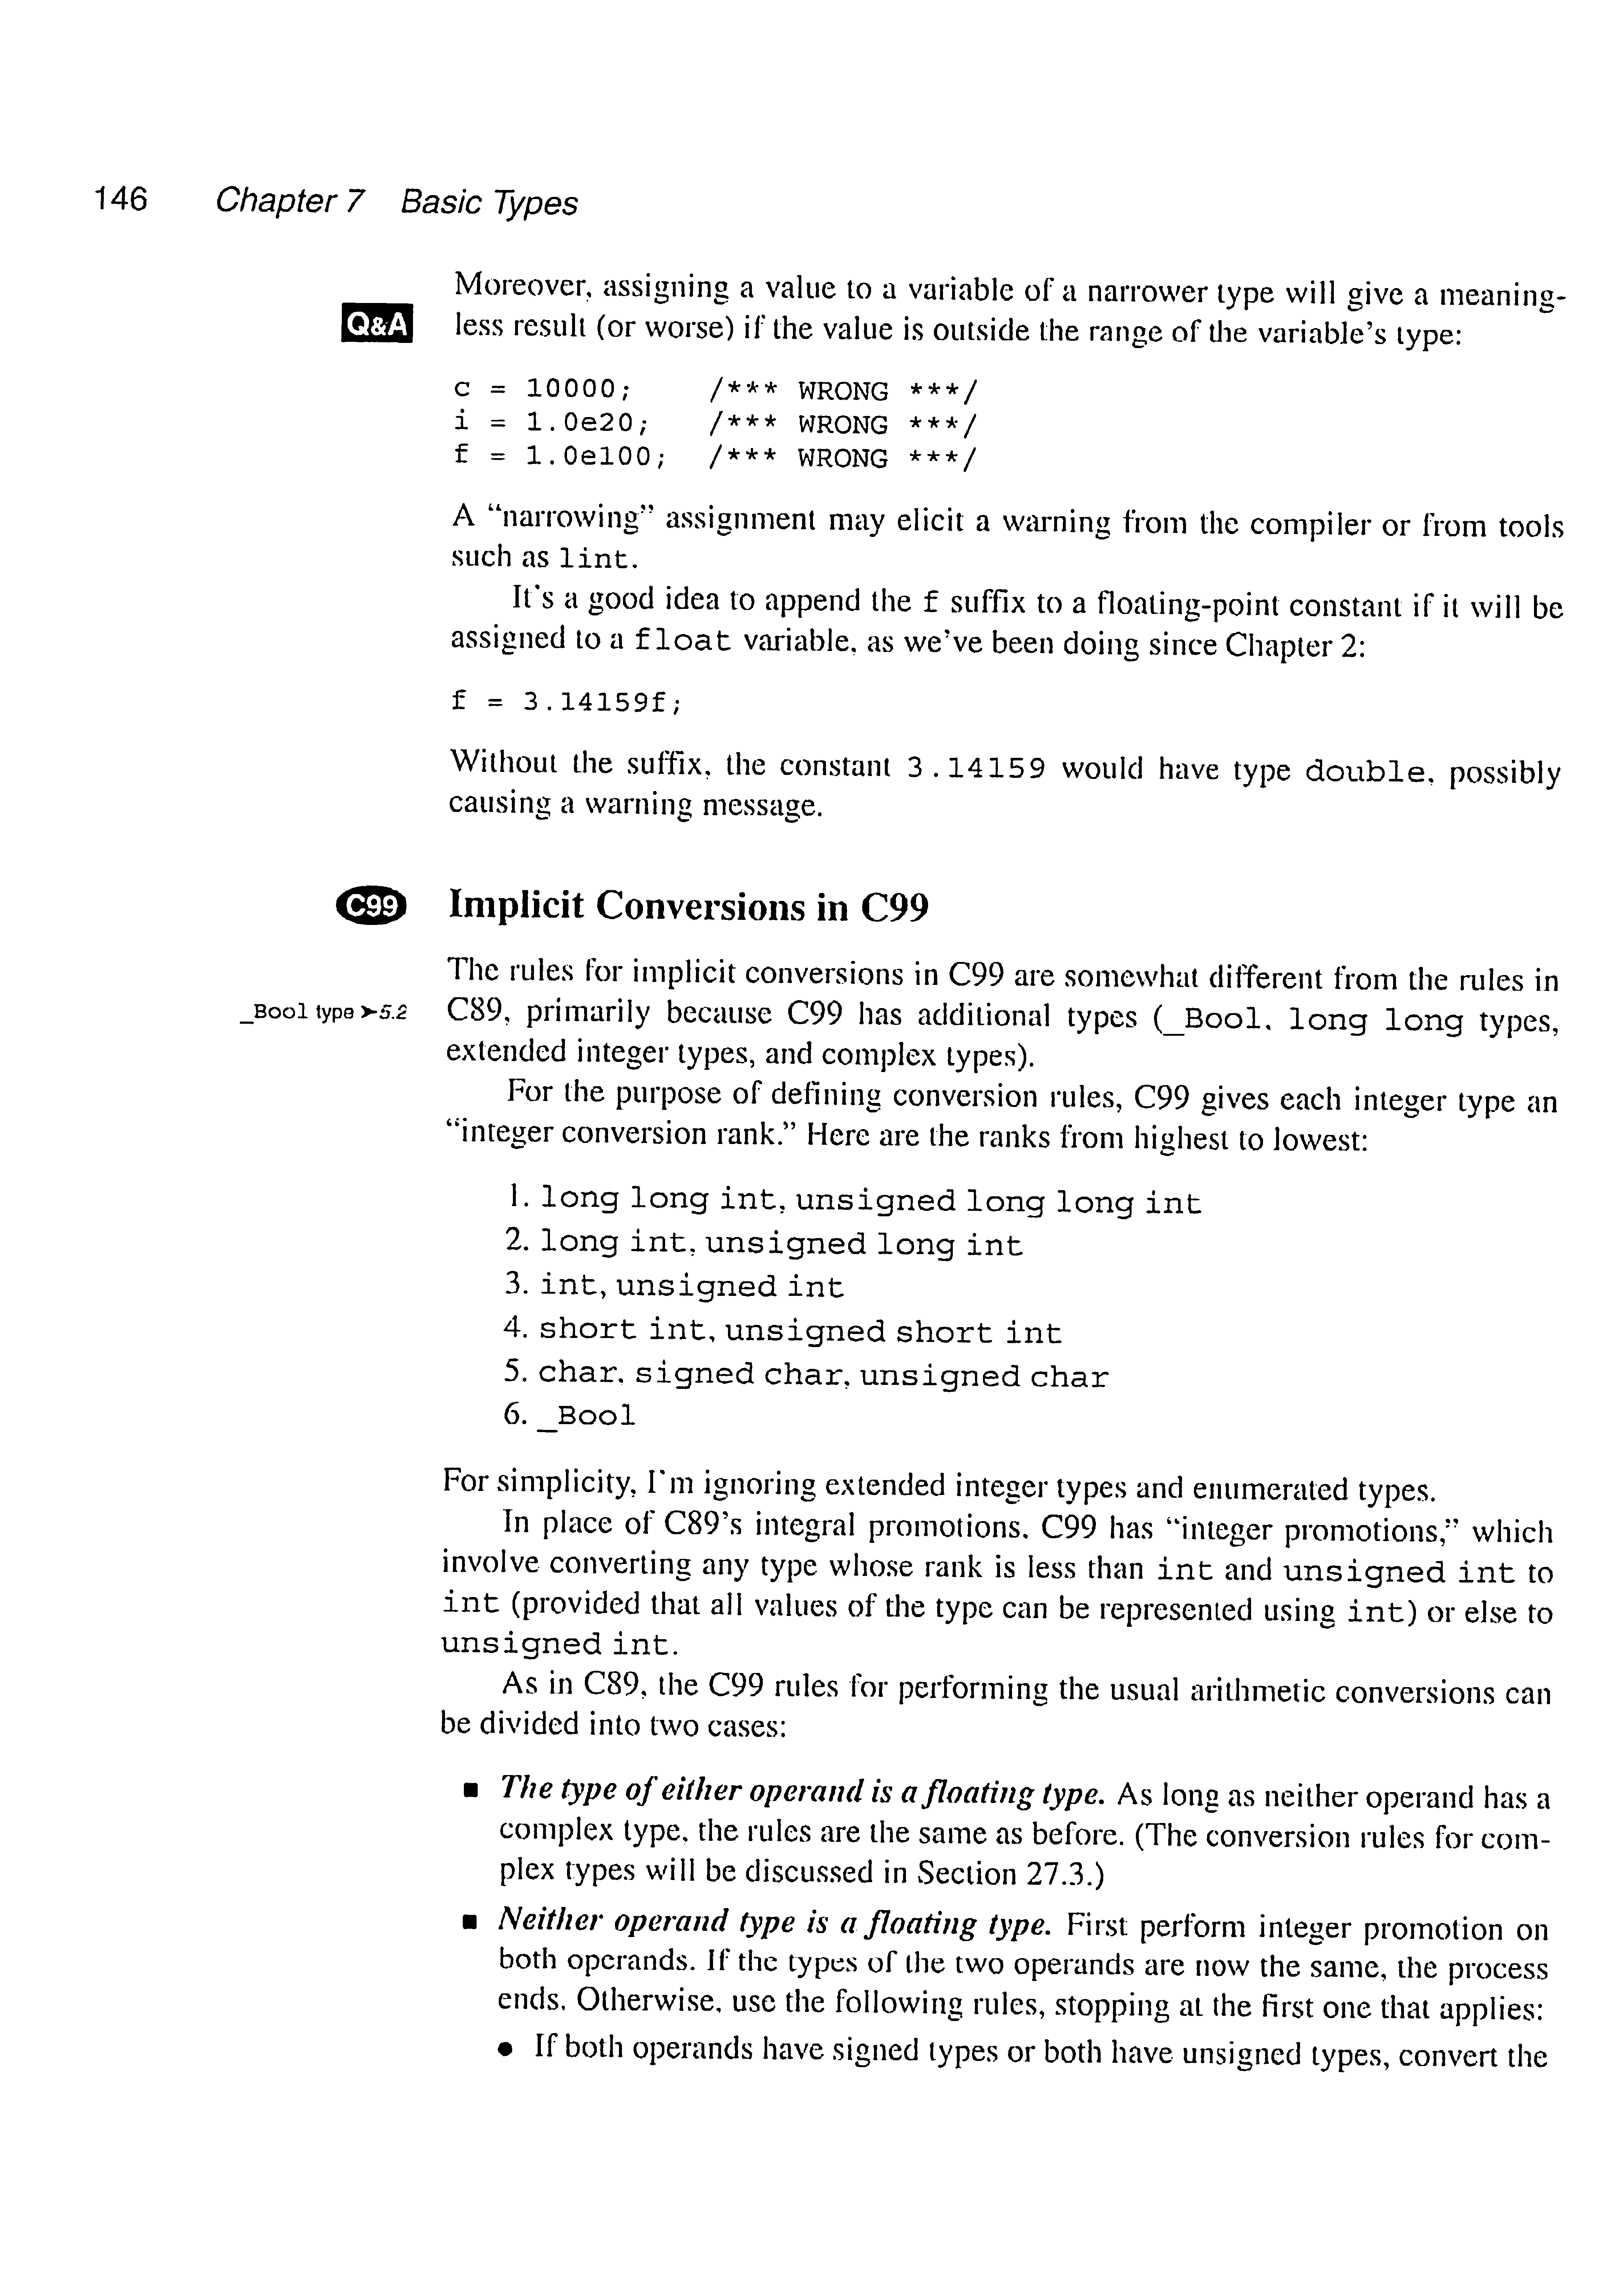 146 Chapter 7 Basic Types
Moreover, assigning a value to a variable of a narrower type will give a meaning-
Q&A less result (or worse) if the value is outside the range of the variable's type:
c = 10000; /*** WRONG ***/
i = 1.0e20; /*** WRONG ***/
f = 1.0e100; /*** WRONG ***/
A “narrowing” assignment may elicit a warning from the compiler or from tools
such as lint.
It's a good idea to append the f suffix to a floating-point constant if it will be
assigned to a float variable, as we've been doing since Chapter 2:
f = 3.14159f;
Without the suffix, the constant 3.14159 would have type double, possibly
causing a warning message.
C99 Implicit Conversions in C99
The rules for implicit conversions in C99 are somewhat different from the rules in
_Bool type ➤5.2 C89, primarily because C99 has additional types (_Bool, long long types,
extended integer types, and complex types).
For the purpose of defining conversion rules, C99 gives each integer type an
“integer conversion rank.” Here are the ranks from highest to lowest:
1. long long int, unsigned long long int
2. long int, unsigned long int
3. int, unsigned int
4. short int, unsigned short int
5. char, signed char, unsigned char
6. _Bool
For simplicity, I'm ignoring extended integer types and enumerated types.
In place of C89's integral promotions, C99 has “integer promotions,” which
involve converting any type whose rank is less than int and unsigned int to
int (provided that all values of the type can be represented using int) or else to
unsigned int.
As in C89, the C99 rules for performing the usual arithmetic conversions can
be divided into two cases:
■ The type of either operand is a floating type. As long as neither operand has a
complex type, the rules are the same as before. (The conversion rules for com-
plex types will be discussed in Section 27.3.)
■ Neither operand type is a floating type. First perform integer promotion on
both operands. If the types of the two operands are now the same, the process
ends. Otherwise, use the following rules, stopping at the first one that applies:
● If both operands have signed types or both have unsigned types, convert the